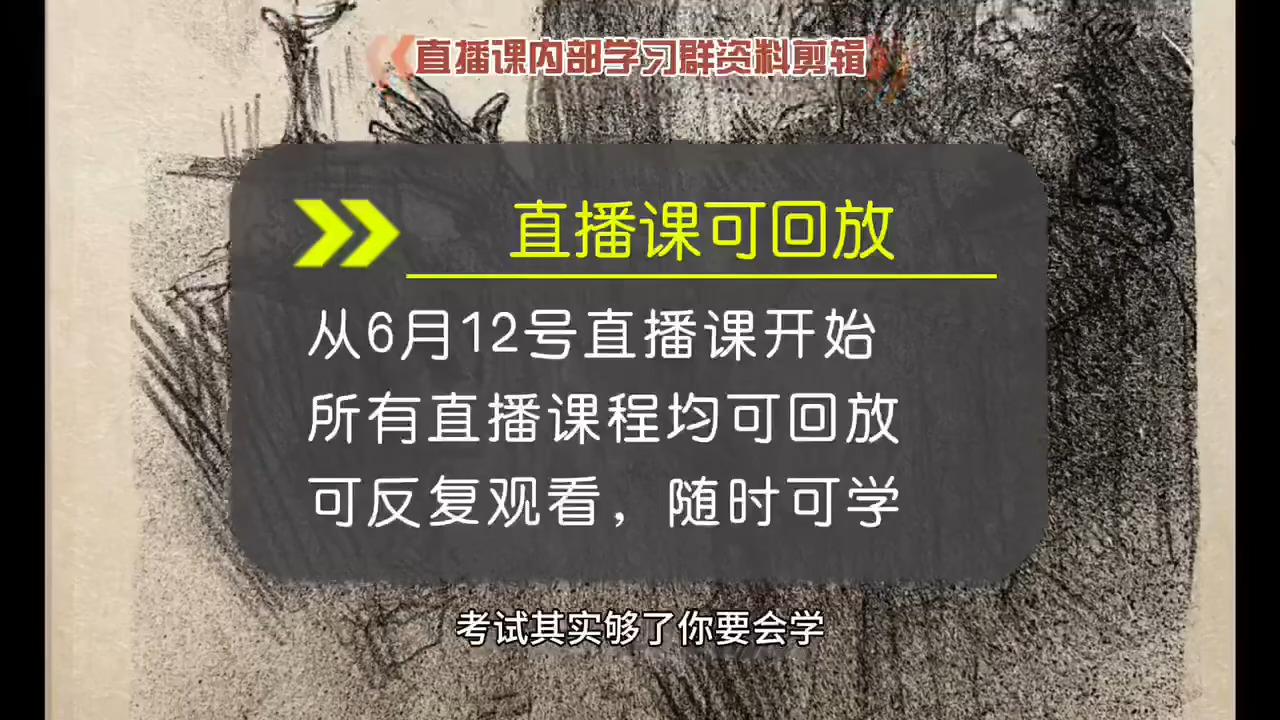 直播课内部学习群资料剪辑
直播课可回放
从6月12号直播课开始
所有直播课程均可回放
可反复观看，随时可学
考试其实够了你要会学